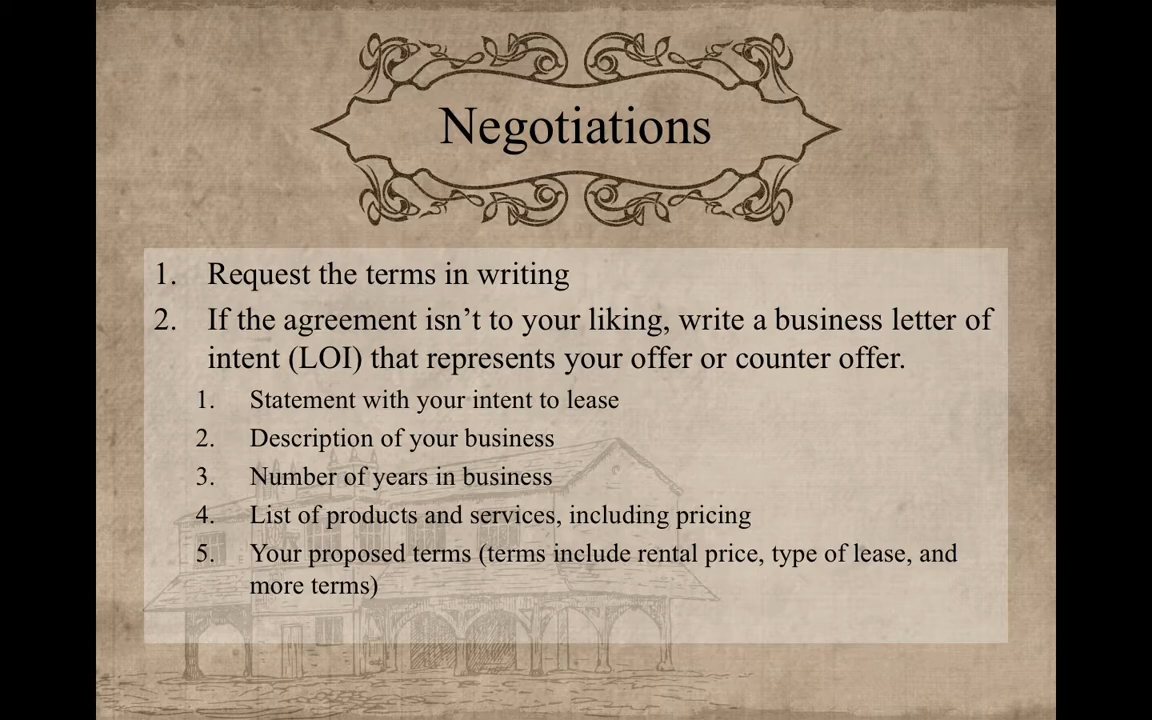 Negotiations
1. Request the terms in writing
2. If the agreement isn’t to your liking, write a business letter of
intent (LOI) that represents your offer or counter offer.
1. Statement with your intent to lease
2. Description of your business
3. Number of years in business
4. List of products and services, including pricing
5. Your proposed terms (terms include rental price, type of lease, and
more terms)